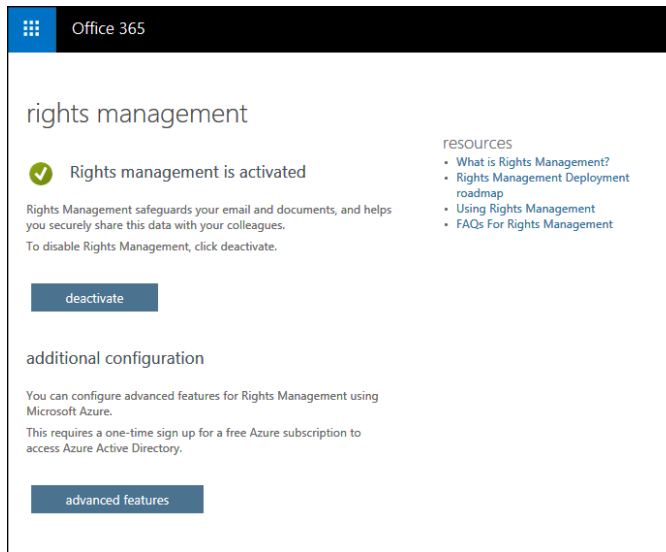 Office 365
rights management
Rights management is activated
Rights Management safeguards your email and documents, and helps
you securely share this data with your colleagues.
To disable Rights Management, click deactivate.
deactivate
additional configuration
You can configure advanced features for Rights Management using
Microsoft Azure.
This requires a one-time sign up for a free Azure subscription to
access Azure Active Directory.
advanced features
resources
• What is Rights Management?
• Rights Management Deployment
roadmap
• Using Rights Management
• FAQs For Rights Management